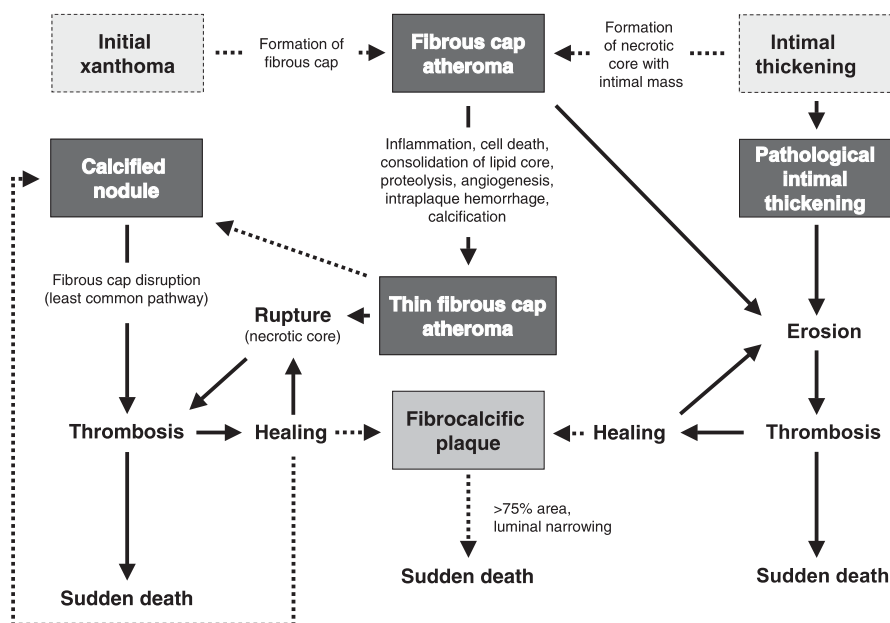 Initial
xanthoma
Formation of
fibrous cap
Fibrous cap
atheroma
Formation
of necrotic
core with
intimal mass
Intimal
thickening
Calcified
nodule
Inflammation, cell death,
consolidation of lipid core,
proteolysis, angiogenesis,
intraplaque hemorrhage,
calcification
Pathological
intimal
thickening
Fibrous cap disruption
(least common pathway)
Rupture
(necrotic core)
Thin fibrous cap
atheroma
Erosion
Thrombosis
Healing
Fibrocalcific
plaque
Healing
Thrombosis
>75% area,
luminal narrowing
Sudden death
Sudden death
Sudden death